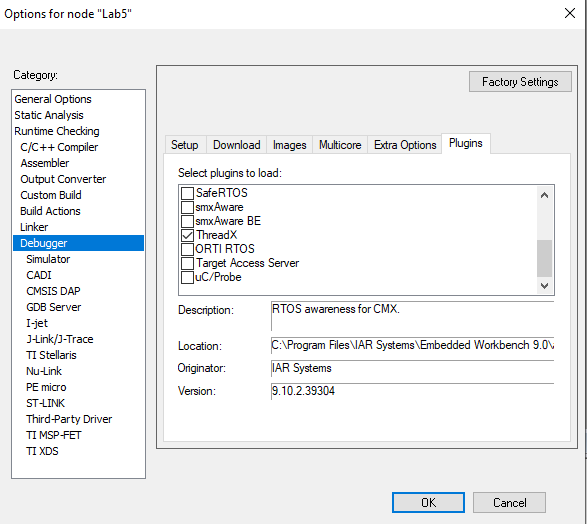 Options for node "Lab5"
Category:
Factory Settings
General Options
Static Analysis
Runtime Checking
C/C++ Compiler
Assembler
Output Converter
Custom Build
Build Actions
Linker
Debugger
Simulator
CADI
CMSIS DAP
GDB Server
I-jet
J-Link/J-Trace
TI Stellaris
Nu-Link
PE micro
ST-LINK
Third-Party Driver
TI MSP-FET
TI XDS
Setup Download Images Multicore Extra Options Plugins
Select plugins to load:
SafeRTOS
smxAware
smxAware BE
ThreadX
ORTI RTOS
Target Access Server
uC/Probe
Description: RTOS awareness for CMX.
Location: C:\Program Files\IAR Systems\Embedded Workbench 9.0\
Originator: IAR Systems
Version: 9.10.2.39304
OK Cancel